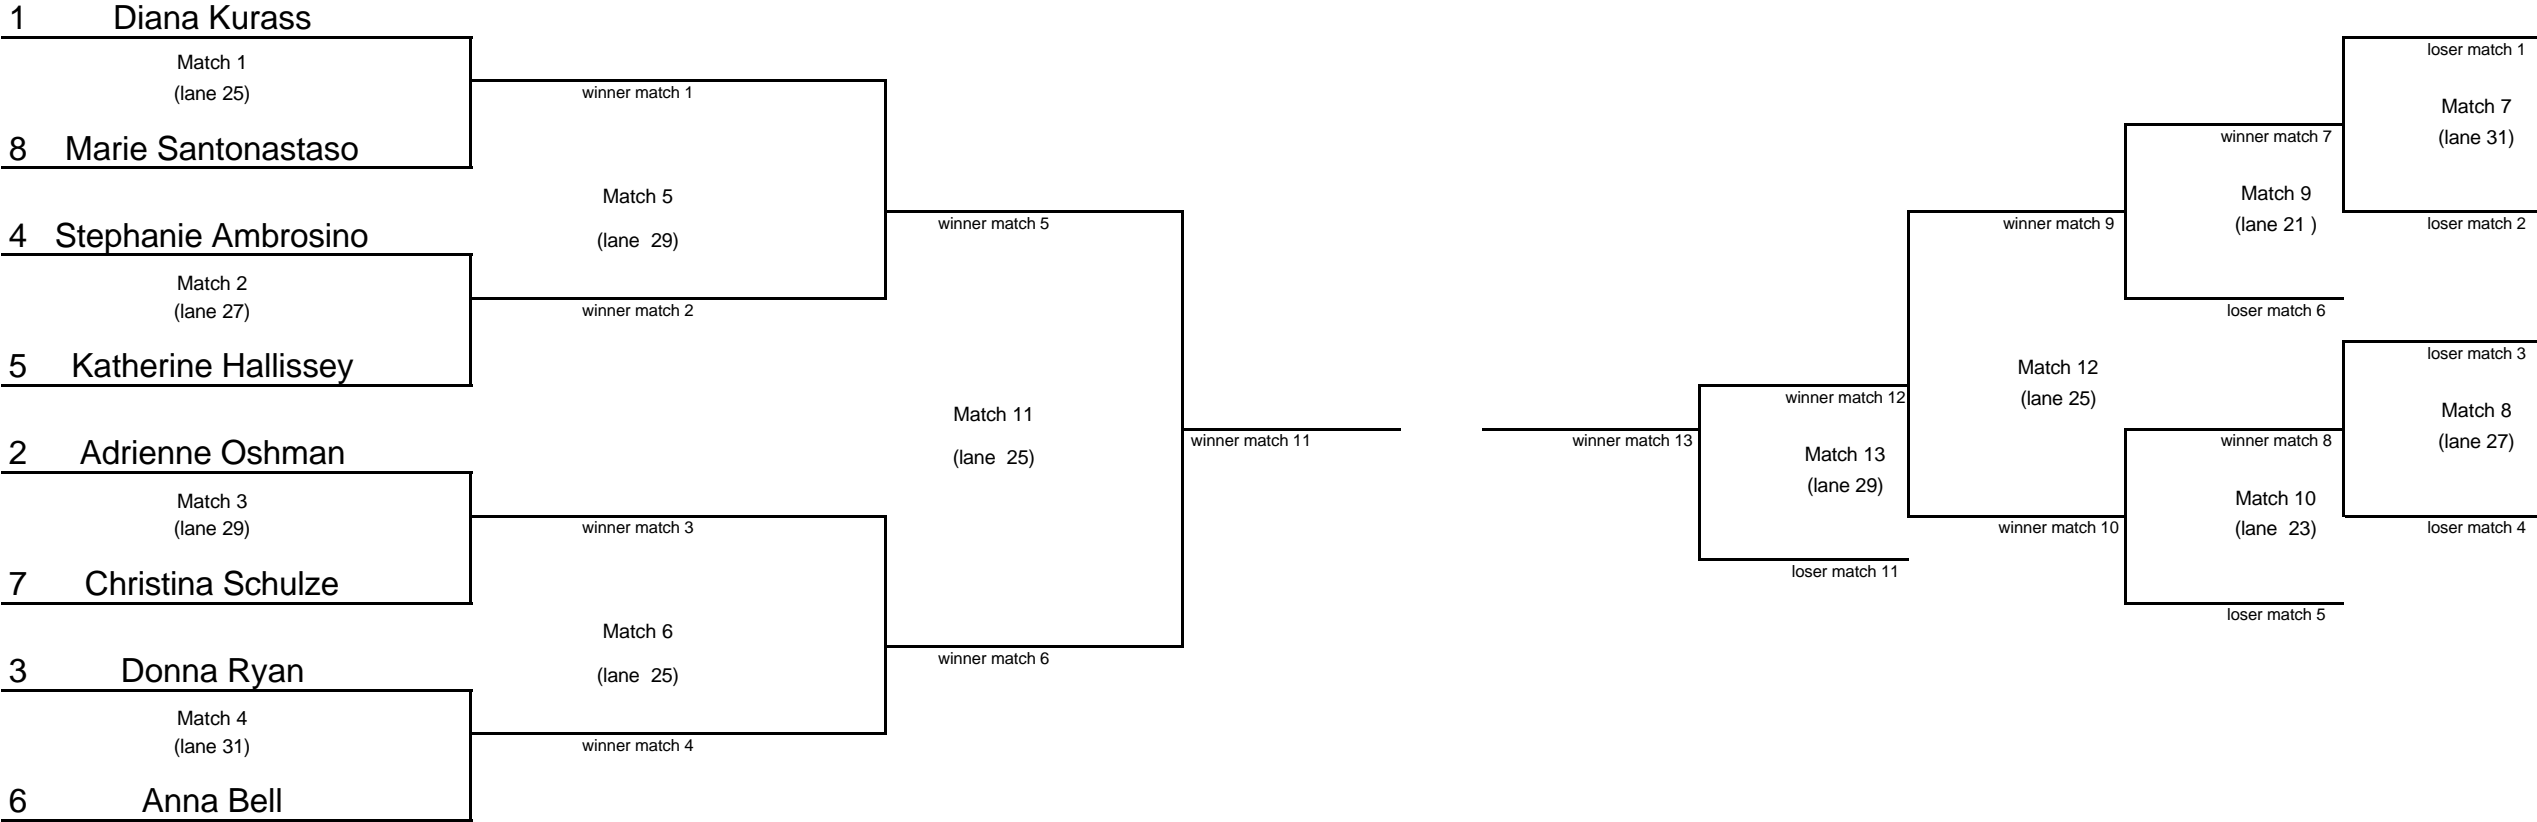 1 Diana Kurass
Match 1
(lane 25)
8 Marie Santonastaso
4 Stephanie Ambrosino
Match 2
(lane 27)
5 Katherine Hallissey
2 Adrienne Oshman
Match 3
(lane 29)
7 Christina Schulze
3 Donna Ryan
Match 4
(lane 31)
6 Anna Bell
winner match 1
Match 5
(lane 29)
winner match 2
winner match 3
Match 6
(lane 25)
winner match 4
winner match 5
Match 11
(lane 25)
winner match 6
winner match 11
winner match 13
winner match 12
Match 13
(lane 29)
loser match 11
winner match 9
Match 12
(lane 25)
winner match 10
winner match 7
Match 9
(lane 21 )
loser match 6
winner match 8
Match 10
(lane 23)
loser match 5
loser match 1
Match 7
(lane 31)
loser match 2
loser match 3
Match 8
(lane 27)
loser match 4